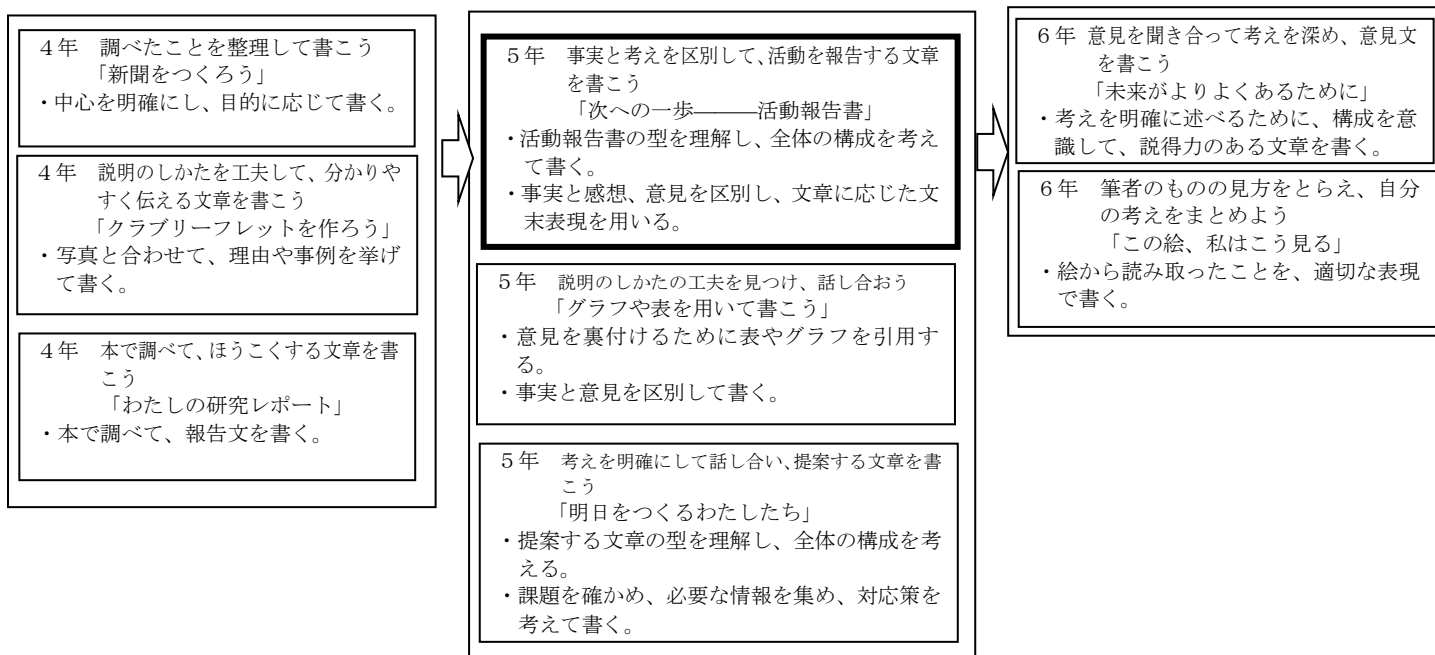 4年　調べたことを整理して書こう
「新聞をつくろう」
・中心を明確にし、目的に応じて書く。
4年　説明のしかたを工夫して、分かりや
すく伝える文章を書こう
「クラブリーフレットを作ろう」
・写真と合わせて、理由や事例を挙げ
て書く。
4年　本で調べて、ほうこくする文章を書
こう
「わたしの研究レポート」
・本で調べて、報告文を書く。
5年　事実と考えを区別して、活動を報告する文章
を書こう
「次への一歩―――活動報告書」
・活動報告書の型を理解し、全体の構成を考え
て書く。
・事実と感想、意見を区別し、文章に応じた文
末表現を用いる。
5年　説明のしかたの工夫を見つけ、話し合おう
「グラフや表を用いて書こう」
・意見を裏付けるために表やグラフを引用す
る。
・事実と意見を区別して書く。
5年　考えを明確にして話し合い、提案する文章を書
こう
「明日をつくるわたしたち」
・提案する文章の型を理解し、全体の構成を考
える。
・課題を確かめ、必要な情報を集め、対応策を
考えて書く。
6年 意見を聞き合って考えを深め、意見文
を書こう
「未来がよりよくあるために」
・考えを明確に述べるために、構成を意
識して、説得力のある文章を書く。
6年　筆者のものの見方をとらえ、自分
の考えをまとめよう
「この絵、私はこう見る」
・絵から読み取ったことを、適切な表現
で書く。